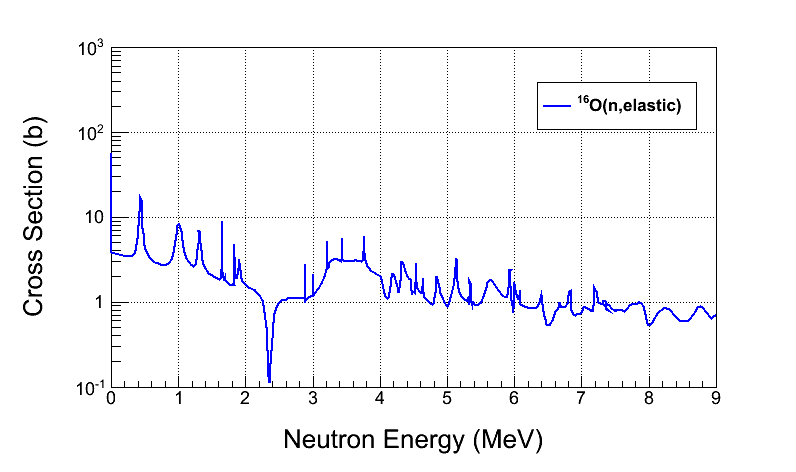 10³
10²
10
1
10⁻¹
Cross Section (b)
¹⁶O(n,elastic)
0 1 2 3 4 5 6 7 8 9
Neutron Energy (MeV)